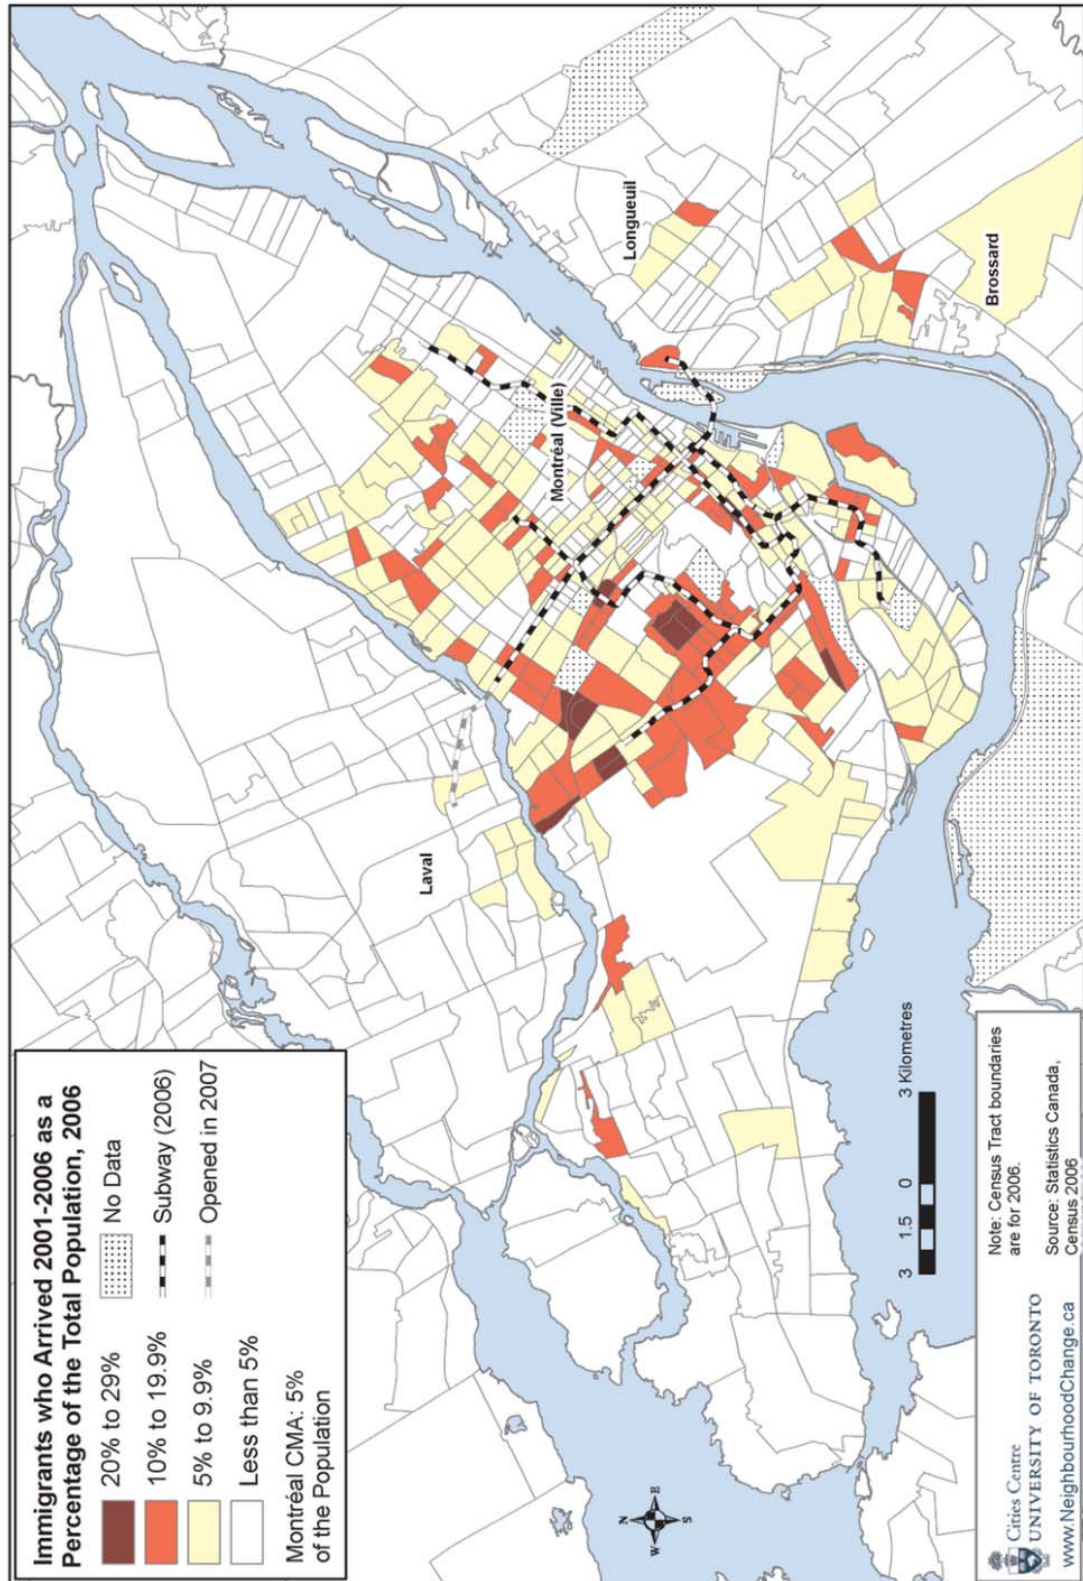 Immigrants who Arrived 2001-2006 as a
Percentage of the Total Population, 2006
20% to 29%
10% to 19.9%
5% to 9.9%
Less than 5%
No Data
Subway (2006)
Opened in 2007
Montréal CMA: 5%
of the Population
Laval
Montréal (Ville)
Longueuil
Brossard
N
W
E
S
3
1.5
0
3 Kilometres
Cities Centre
UNIVERSITY OF TORONTO
www.NeighbourhoodChange.ca
Note: Census Tract boundaries
are for 2006.
Source: Statistics Canada,
Census 2006